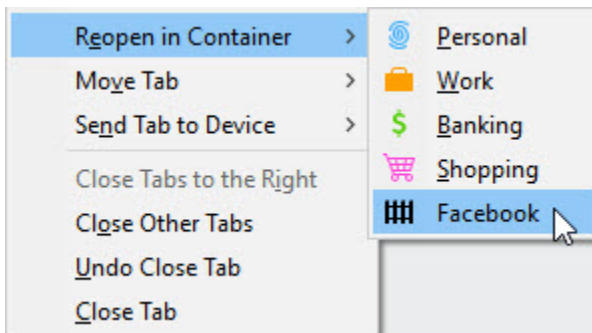 Reopen in Container
Move Tab
Send Tab to Device
Close Tabs to the Right
Close Other Tabs
Undo Close Tab
Close Tab
Personal
Work
Banking
Shopping
Facebook